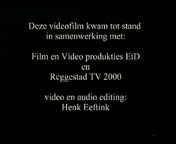 Deze videofilm kwam tot stand
in samenwerking met:
Film en Video produkties EtD
en
Reggestad TV 2000
video en audio editing:
Henk Eeftink